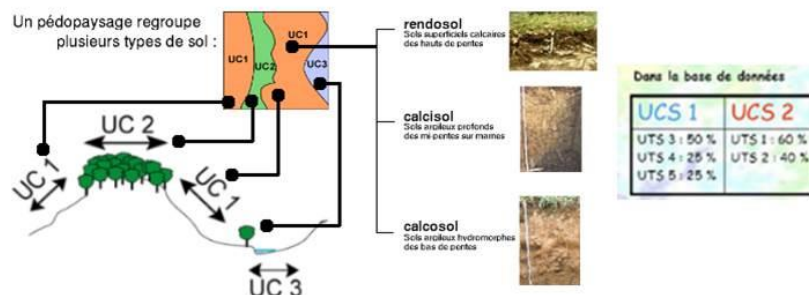 Un pédopaysage regroupe
plusieurs types de sol :
UC1
UC2
UC1
UC3
UC 1
UC 2
UC 1
UC 3
rendosol
Sols superficiels calcaires
des hauts de pentes
calcisol
Sols argileux profonds
des mi-pentes sur marnes
calcosol
Sols argileux hydromorphes
des bas de pentes
Dans la base de données
UCS 1 UCS 2
UTS 3 : 50 % UTS 1 : 60 %
UTS 4 : 25 % UTS 2 : 40 %
UTS 5 : 25 %